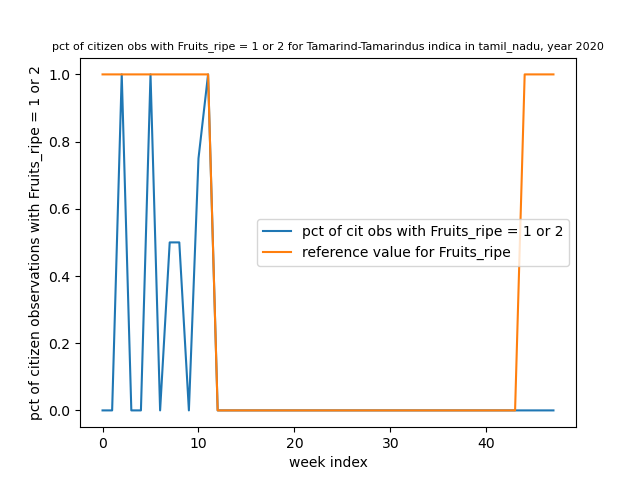 pct of citizen obs with Fruits_ripe = 1 or 2 for Tamarind-Tamarindus indica in tamil_nadu, year 2020
pct of citizen observations with Fruits_ripe = 1 or 2
1.0
0.8
0.6
0.4
0.2
0.0
pct of cit obs with Fruits_ripe = 1 or 2
reference value for Fruits_ripe
0 10 20 30 40
week index